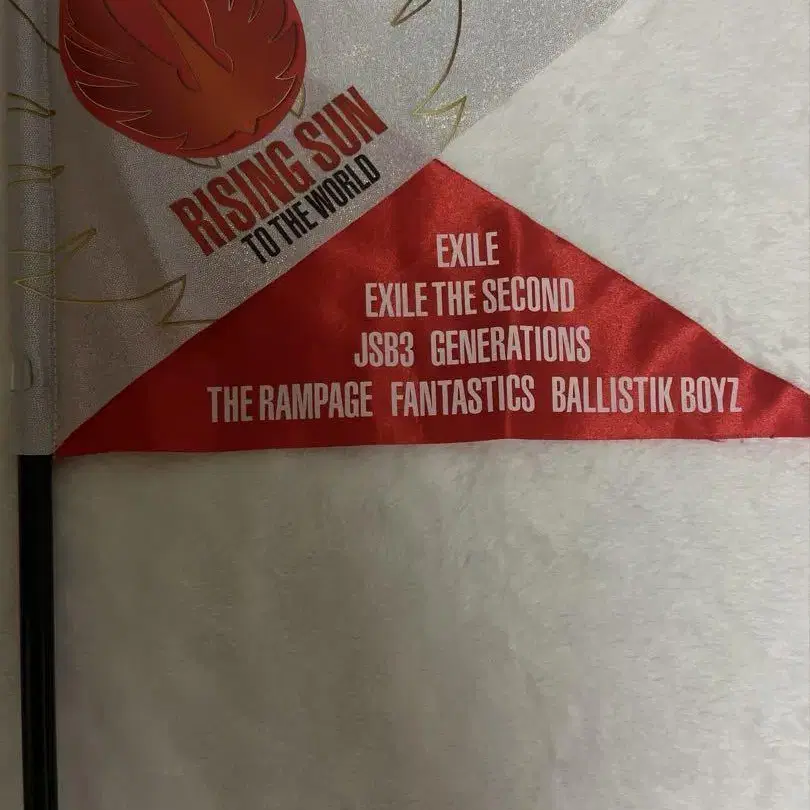 RISING SUN
TO THE WORLD
EXILE
EXILE THE SECOND
JSB3 GENERATIONS
THE RAMPAGE FANTASTICS BALLISTIK BOYZ